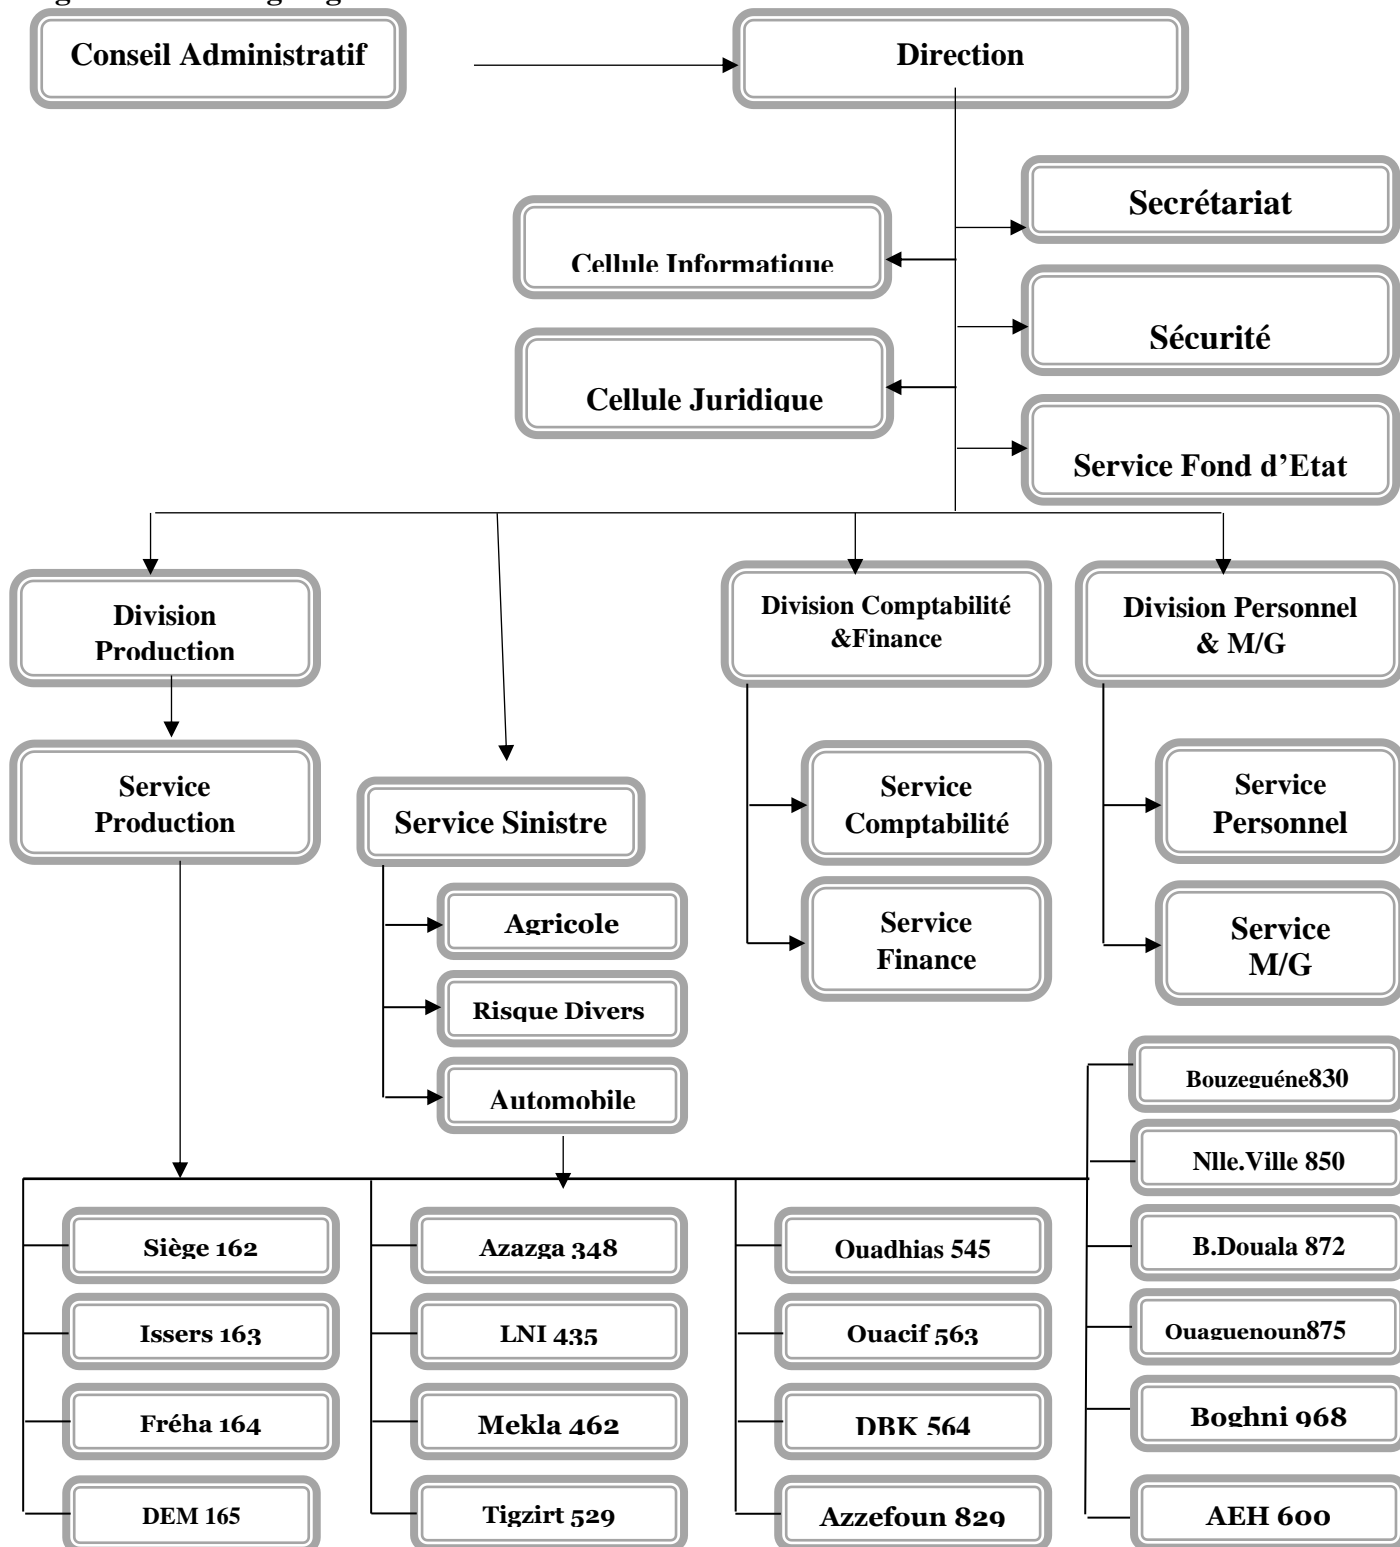 Conseil Administratif
Direction
Secrétariat
Cellule Informatique
Sécurité
Cellule Juridique
Service Fond d’Etat
Division
Production
Division Comptabilité
&Finance
Division Personnel
& M/G
Service
Production
Service Sinistre
Service
Comptabilité
Service
Personnel
Agricole
Service
Finance
Service
M/G
Risque Divers
Automobile
Bouzeguéne830
Nlle.Ville 850
Siège 162
Azazga 348
Ouadhias 545
B.Douala 872
Issers 163
LNI 435
Ouacif 563
Ouaguenoun875
Fréha 164
Mekla 462
DBK 564
Boghni 968
DEM 165
Tigzirt 529
Azzefoun 829
AEH 600